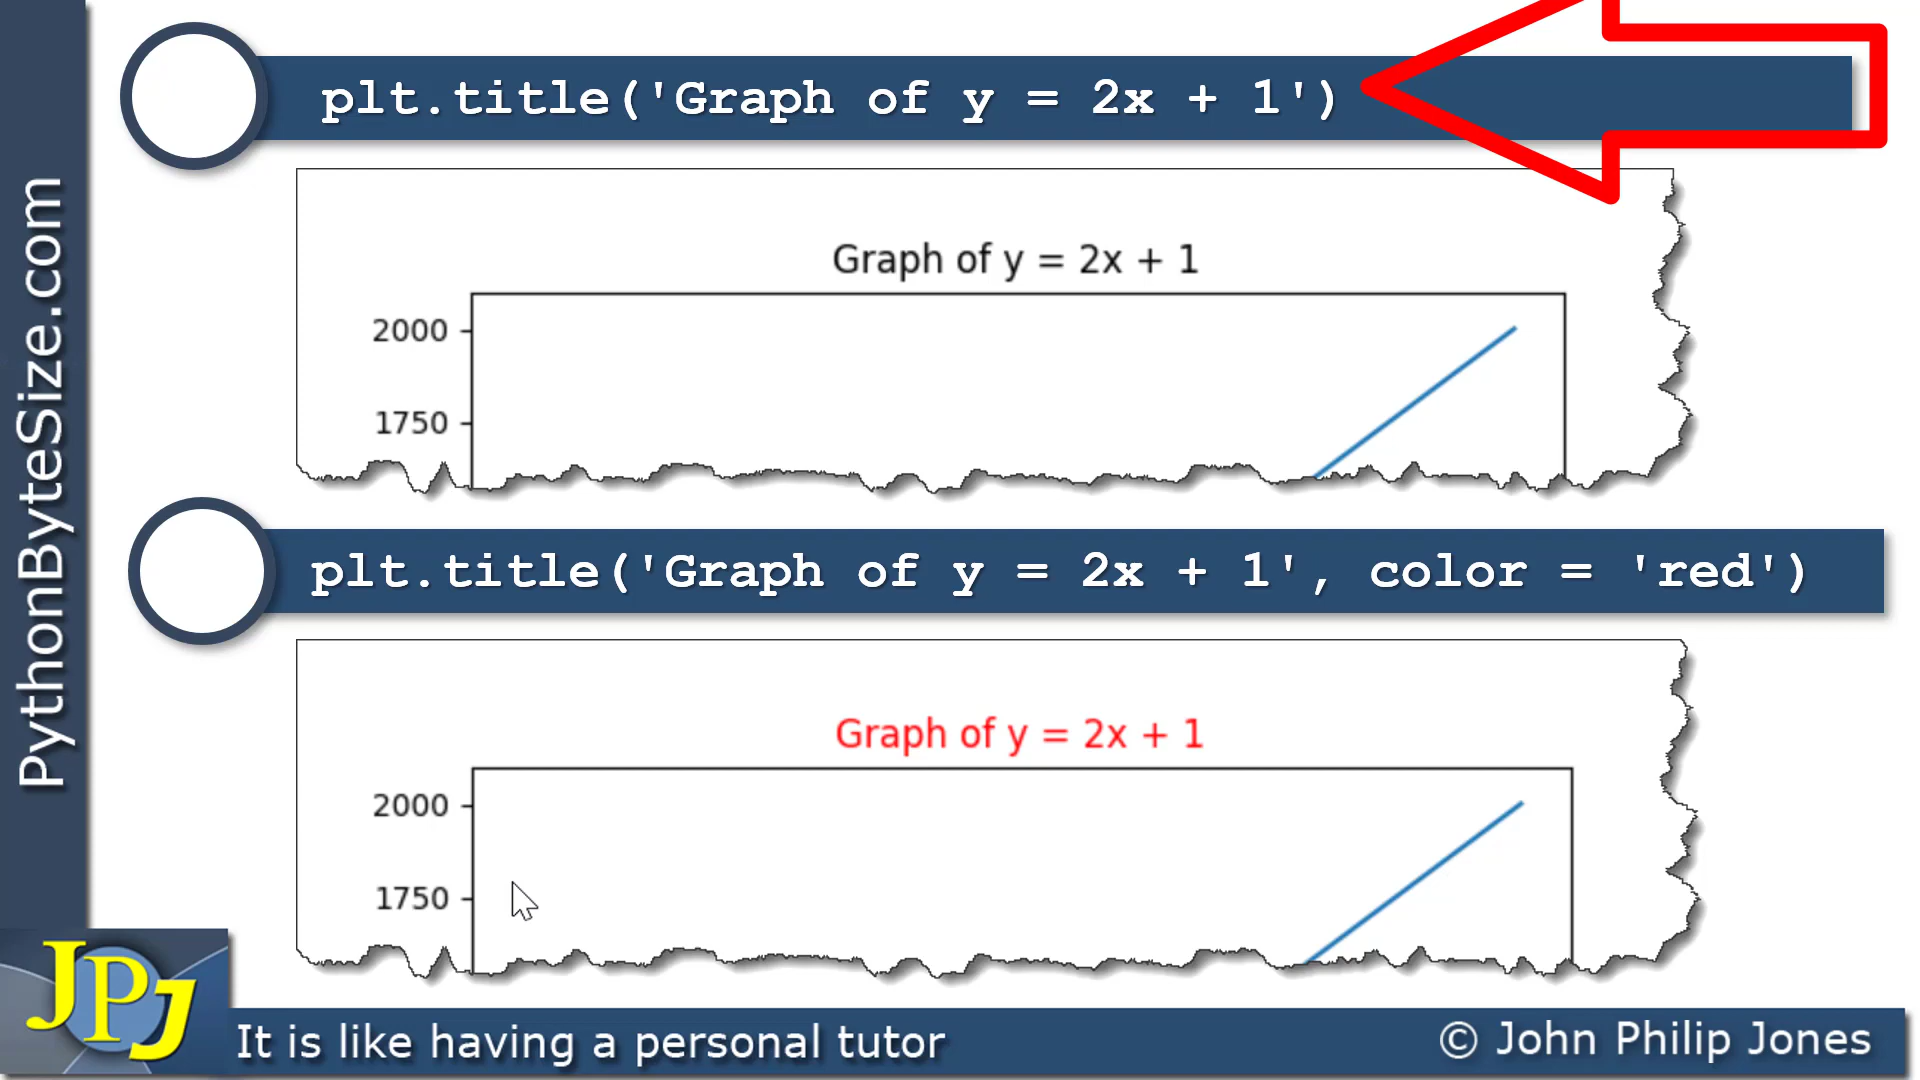 plt.title('Graph of y = 2x + 1')
Graph of y = 2x + 1
2000
1750
plt.title('Graph of y = 2x + 1', color = 'red')
Graph of y = 2x + 1
2000
1750
PythonByteSize.com
JPJ
It is like having a personal tutor
© John Philip Jones